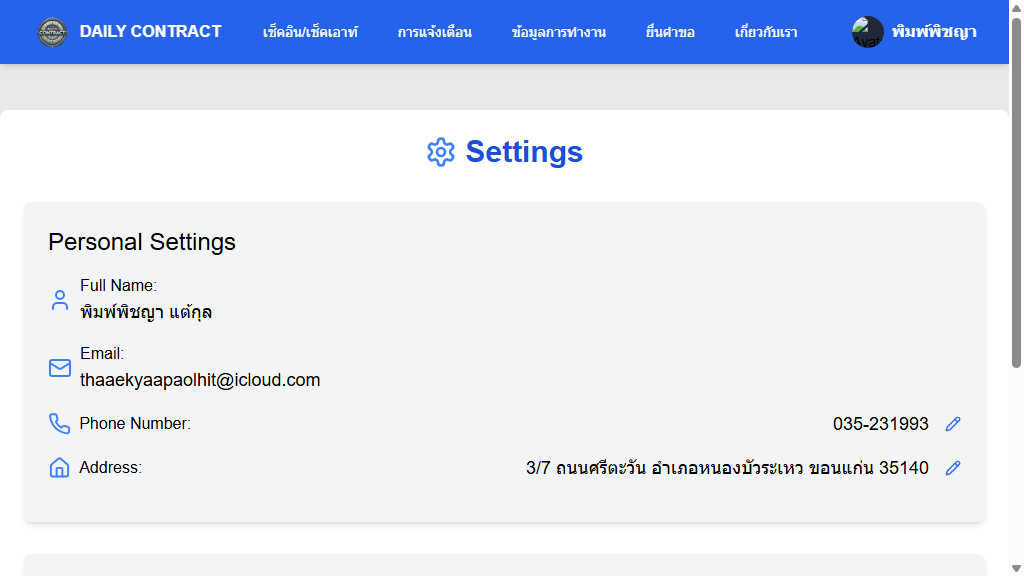 DAILY CONTRACT
เช็คอิน/เช็คเอาท์
การแจ้งเตือน
ข้อมูลการทำงาน
ยื่นคำขอ
เกี่ยวกับเรา
พิมพ์พิชญา
Settings
Personal Settings
Full Name:
พิมพ์พิชญา แต้กุล
Email:
thaaekyaapaolhit@icloud.com
Phone Number:
035-231993
Address:
3/7 ถนนศรีตะวัน อำเภอหนองบัวระเหว ขอนแก่น 35140